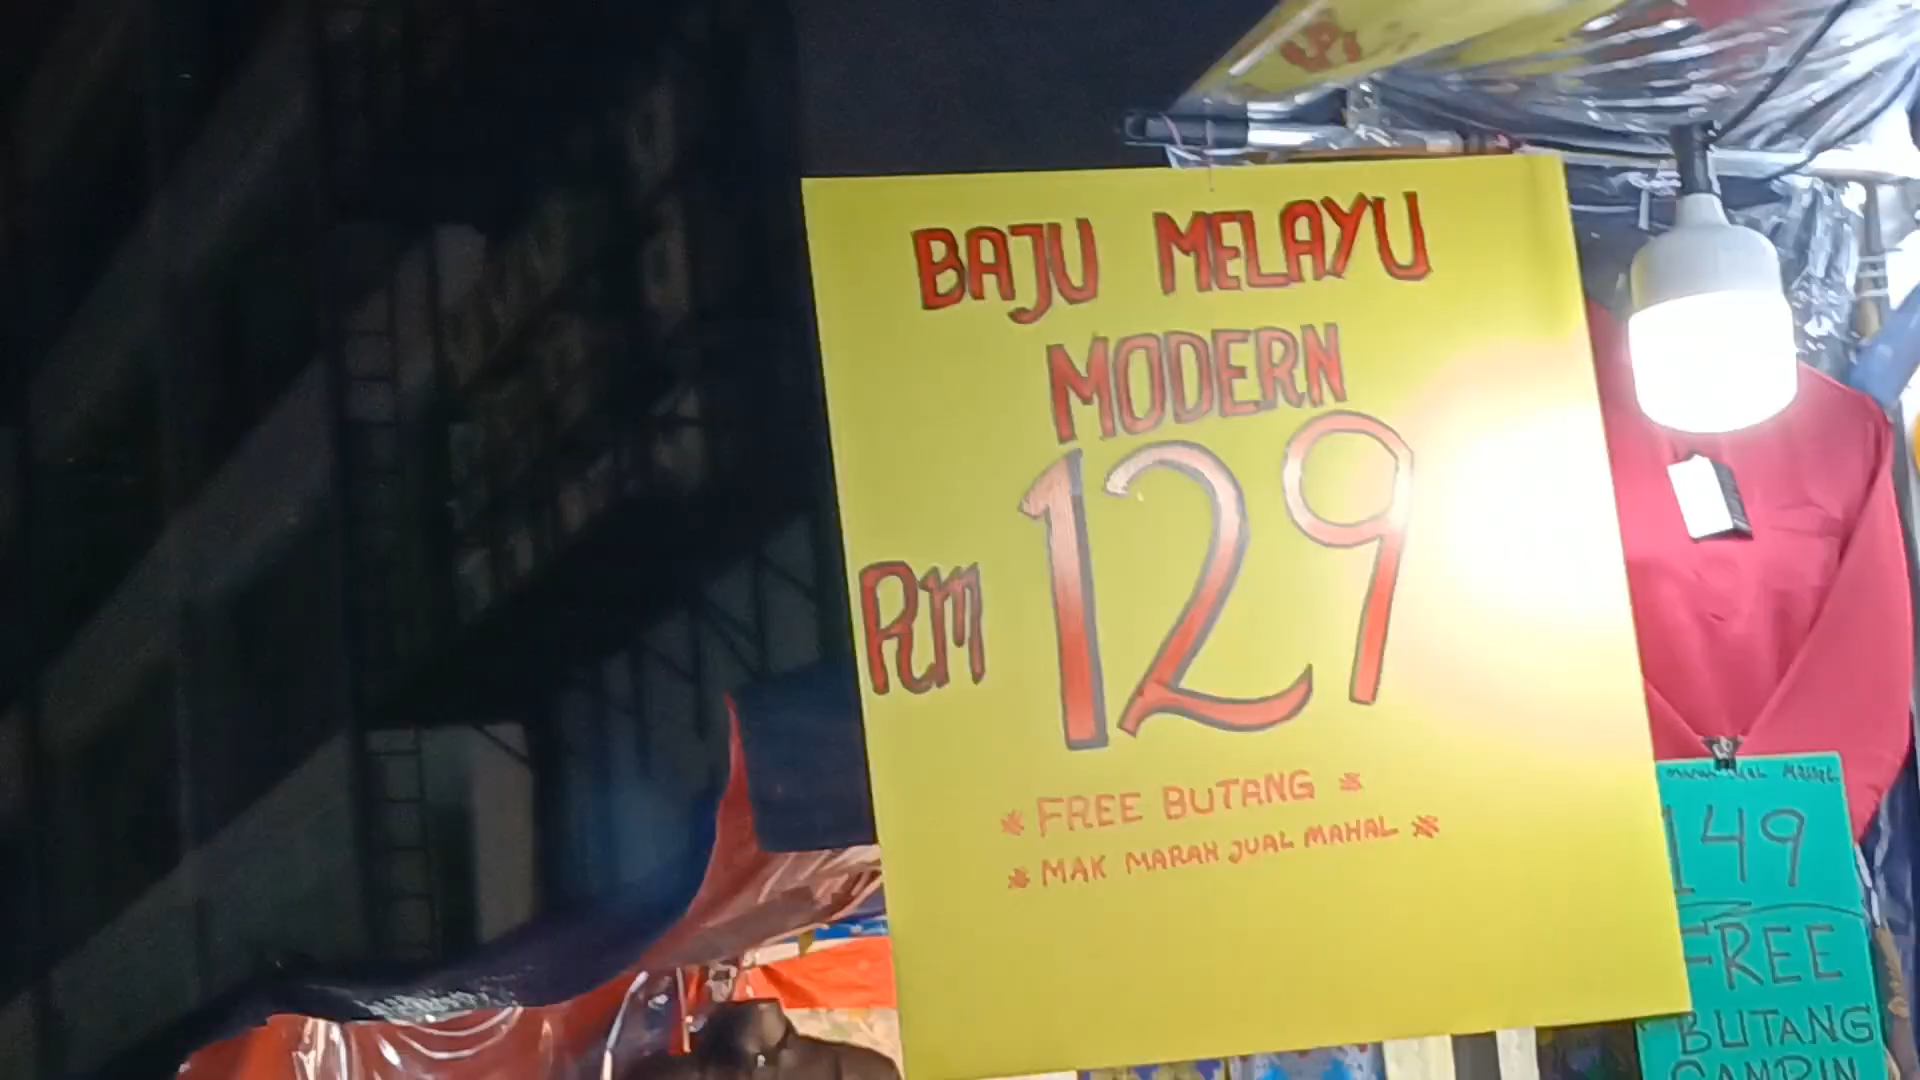 BAJU MELAYU
MODERN
RM 129
* FREE BUTANG *
* MAK MARAH JUAL MAHAL *
149
FREE
BUTANG